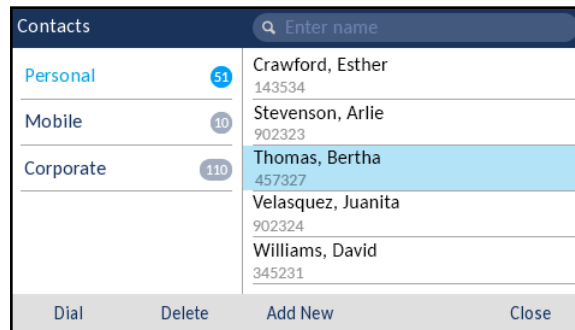 Contacts
Enter name
Personal 51
Mobile 10
Corporate 110
Crawford, Esther
143534
Stevenson, Arlie
902323
Thomas, Bertha
457327
Velasquez, Juanita
902324
Williams, David
345231
Dial Delete Add New Close